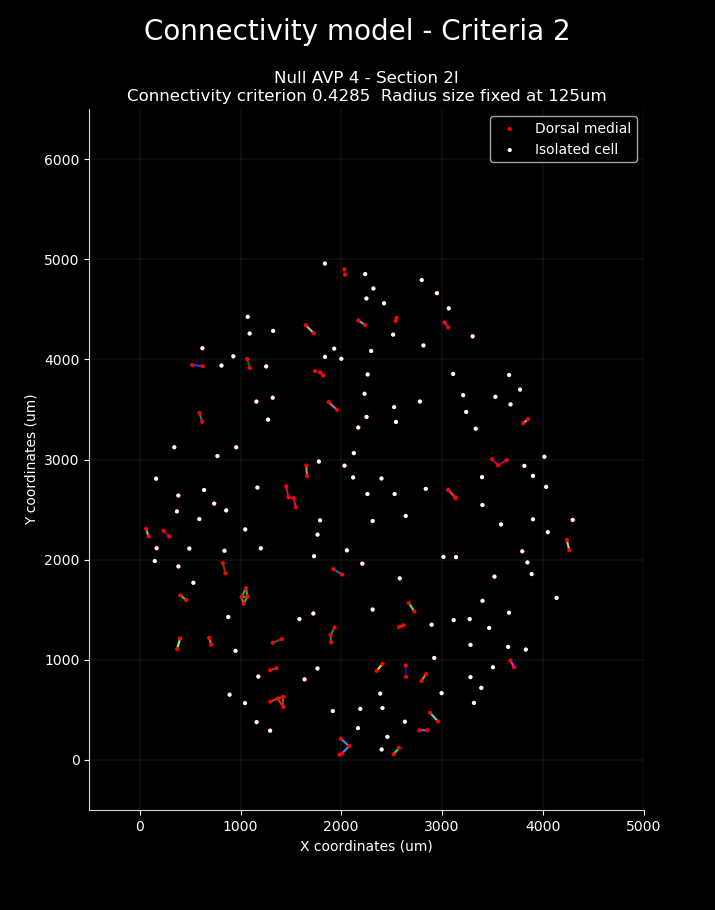 Connectivity model - Criteria 2
Null AVP 4 - Section 2I
Connectivity criterion 0.4285  Radius size fixed at 125um
Dorsal medial
Isolated cell
6000
5000
4000
3000
2000
1000
0
Y coordinates (um)
0 1000 2000 3000 4000 5000
X coordinates (um)